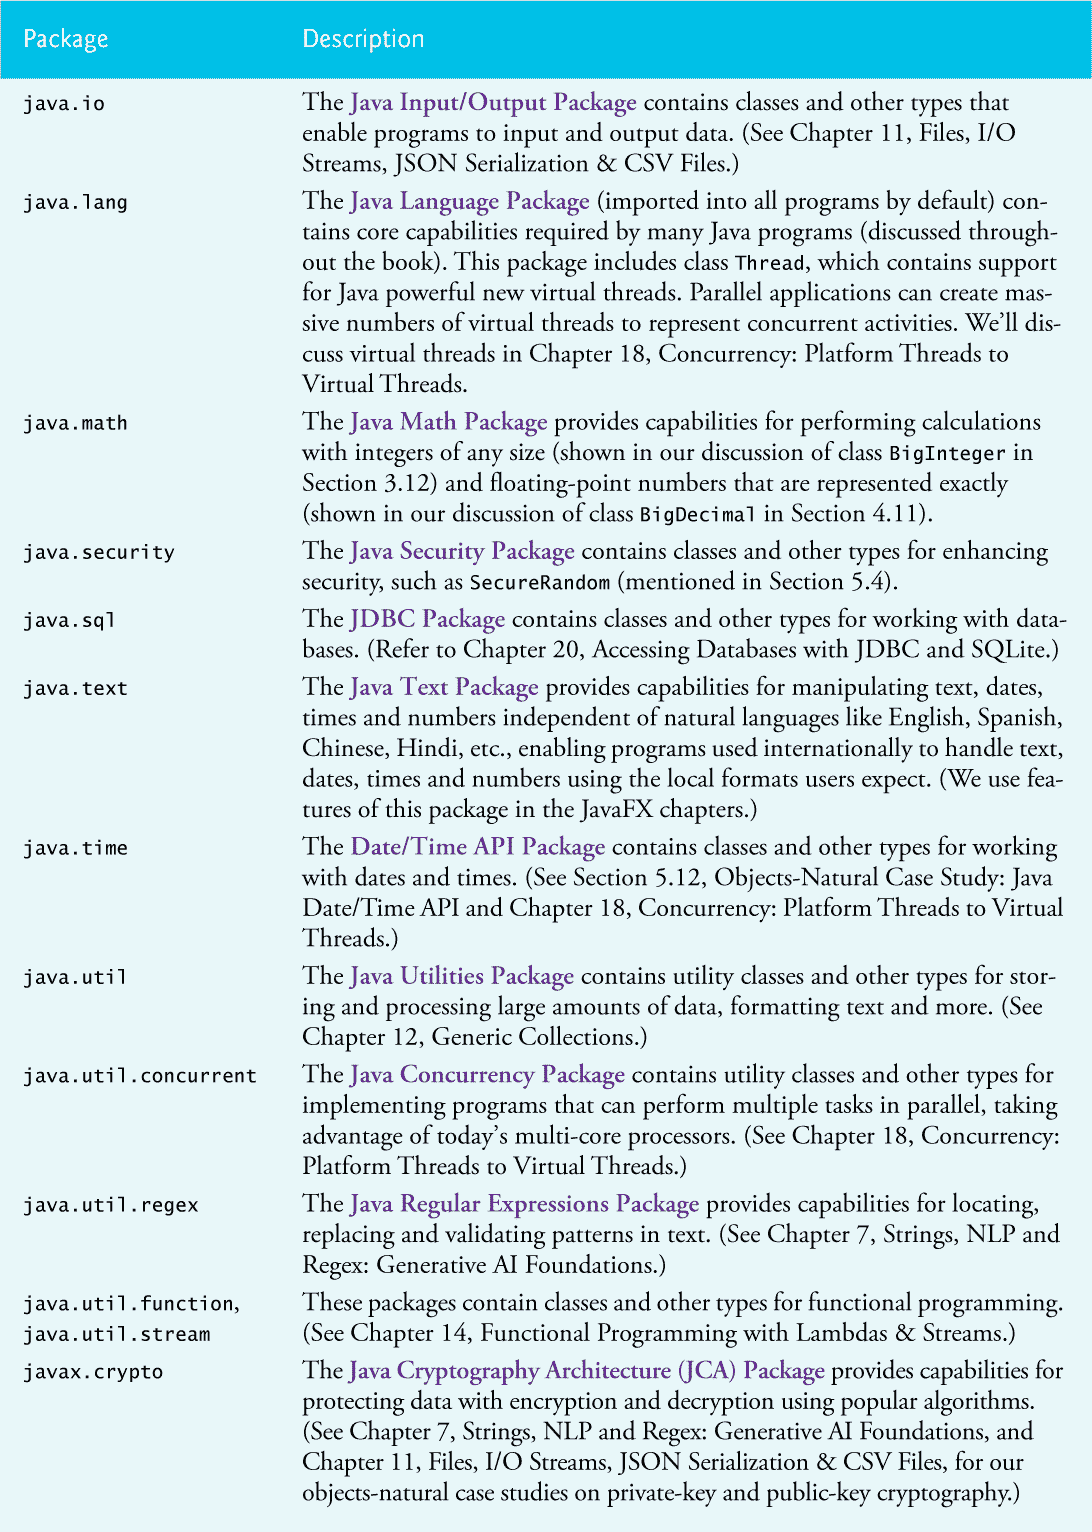 Package Description
java.io The Java Input/Output Package contains classes and other types that
enable programs to input and output data. (See Chapter 11, Files, I/O
Streams, JSON Serialization & CSV Files.)
java.lang The Java Language Package (imported into all programs by default) con-
tains core capabilities required by many Java programs (discussed through-
out the book). This package includes class Thread, which contains support
for Java powerful new virtual threads. Parallel applications can create mas-
sive numbers of virtual threads to represent concurrent activities. We’ll dis-
cuss virtual threads in Chapter 18, Concurrency: Platform Threads to
Virtual Threads.
java.math The Java Math Package provides capabilities for performing calculations
with integers of any size (shown in our discussion of class BigInteger in
Section 3.12) and floating-point numbers that are represented exactly
(shown in our discussion of class BigDecimal in Section 4.11).
java.security The Java Security Package contains classes and other types for enhancing
security, such as SecureRandom (mentioned in Section 5.4).
java.sql The JDBC Package contains classes and other types for working with data-
bases. (Refer to Chapter 20, Accessing Databases with JDBC and SQLite.)
java.text The Java Text Package provides capabilities for manipulating text, dates,
times and numbers independent of natural languages like English, Spanish,
Chinese, Hindi, etc., enabling programs used internationally to handle text,
dates, times and numbers using the local formats users expect. (We use fea-
tures of this package in the JavaFX chapters.)
java.time The Date/Time API Package contains classes and other types for working
with dates and times. (See Section 5.12, Objects-Natural Case Study: Java
Date/Time API and Chapter 18, Concurrency: Platform Threads to Virtual
Threads.)
java.util The Java Utilities Package contains utility classes and other types for stor-
ing and processing large amounts of data, formatting text and more. (See
Chapter 12, Generic Collections.)
java.util.concurrent The Java Concurrency Package contains utility classes and other types for
implementing programs that can perform multiple tasks in parallel, taking
advantage of today’s multi-core processors. (See Chapter 18, Concurrency:
Platform Threads to Virtual Threads.)
java.util.regex The Java Regular Expressions Package provides capabilities for locating,
replacing and validating patterns in text. (See Chapter 7, Strings, NLP and
Regex: Generative AI Foundations.)
java.util.function, These packages contain classes and other types for functional programming.
java.util.stream (See Chapter 14, Functional Programming with Lambdas & Streams.)
javax.crypto The Java Cryptography Architecture (JCA) Package provides capabilities for
protecting data with encryption and decryption using popular algorithms.
(See Chapter 7, Strings, NLP and Regex: Generative AI Foundations, and
Chapter 11, Files, I/O Streams, JSON Serialization & CSV Files, for our
objects-natural case studies on private-key and public-key cryptography.)